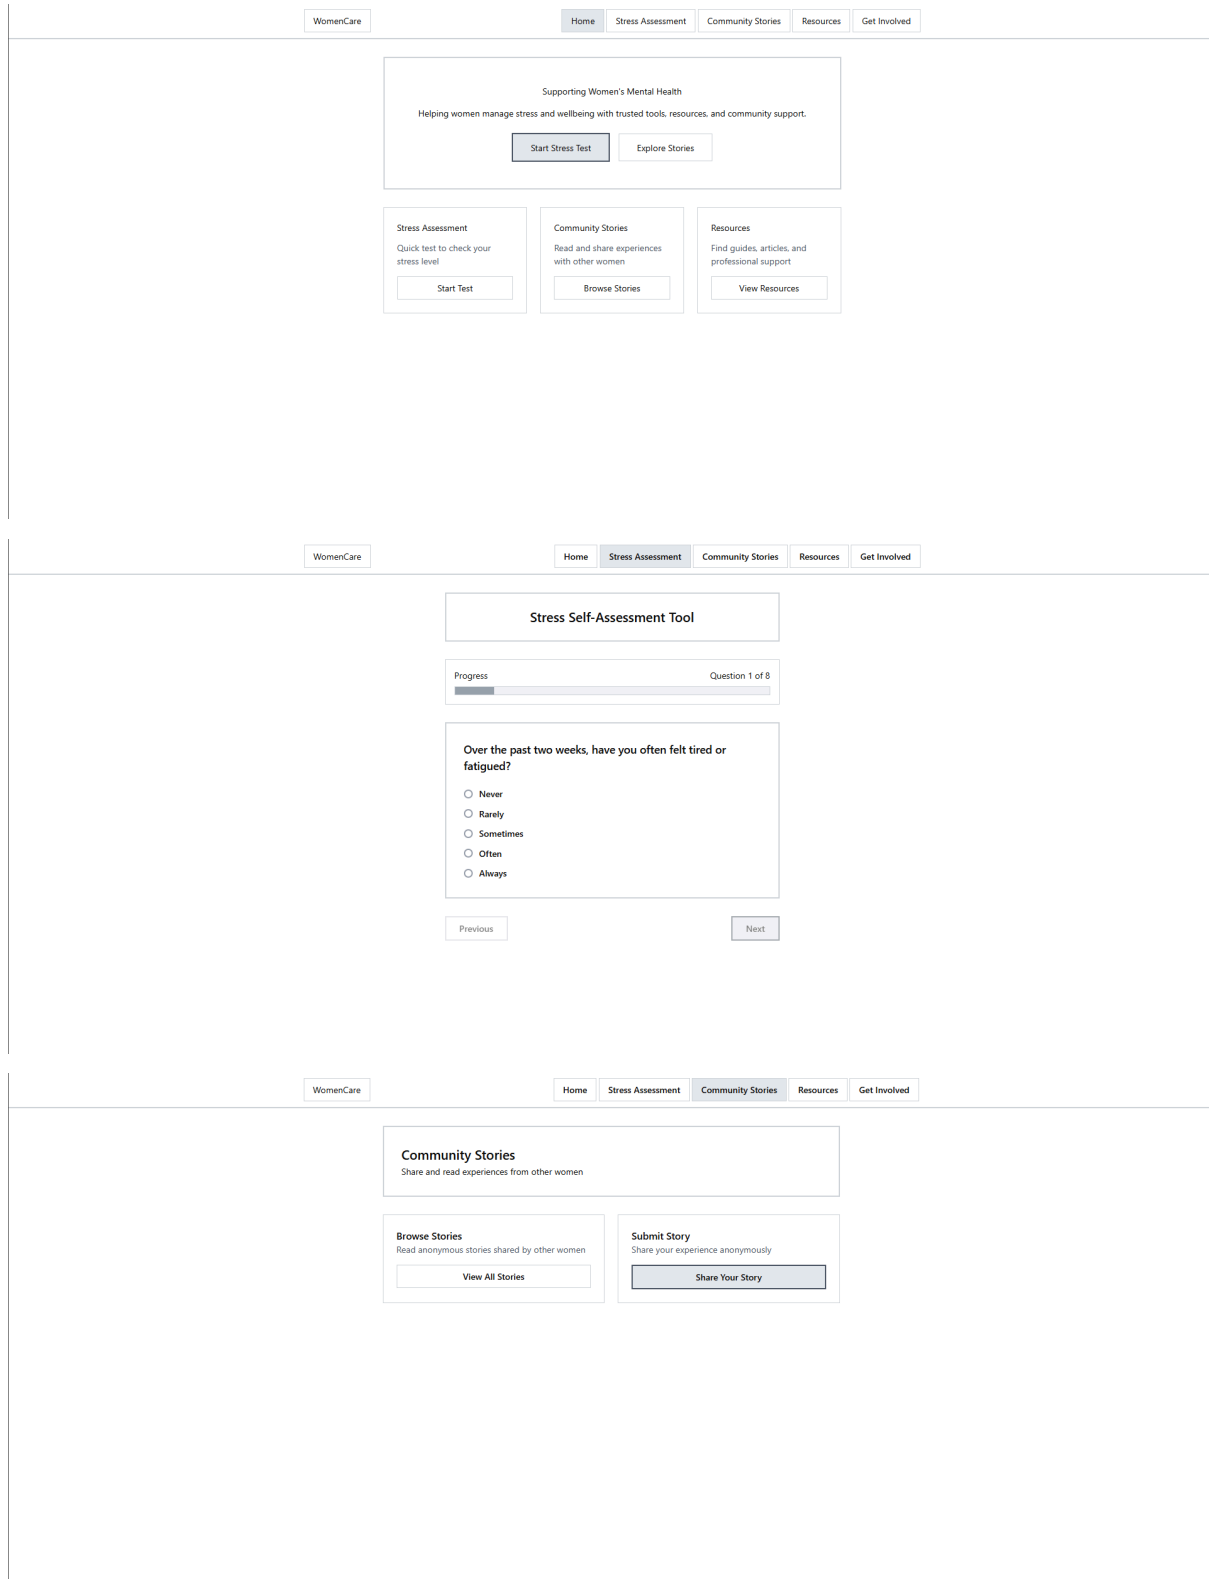 WomenCare
Home Stress Assessment Community Stories Resources Get Involved
Supporting Women's Mental Health
Helping women manage stress and wellbeing with trusted tools, resources, and community support.
Start Stress Test Explore Stories
Stress Assessment
Quick test to check your
stress level
Start Test
Community Stories
Read and share experiences
with other women
Browse Stories
Resources
Find guides, articles, and
professional support
View Resources
WomenCare
Home Stress Assessment Community Stories Resources Get Involved
Stress Self-Assessment Tool
Progress Question 1 of 8
Over the past two weeks, have you often felt tired or
fatigued?
Never
Rarely
Sometimes
Often
Always
Previous Next
WomenCare
Home Stress Assessment Community Stories Resources Get Involved
Community Stories
Share and read experiences from other women
Browse Stories
Read anonymous stories shared by other women
View All Stories
Submit Story
Share your experience anonymously
Share Your Story